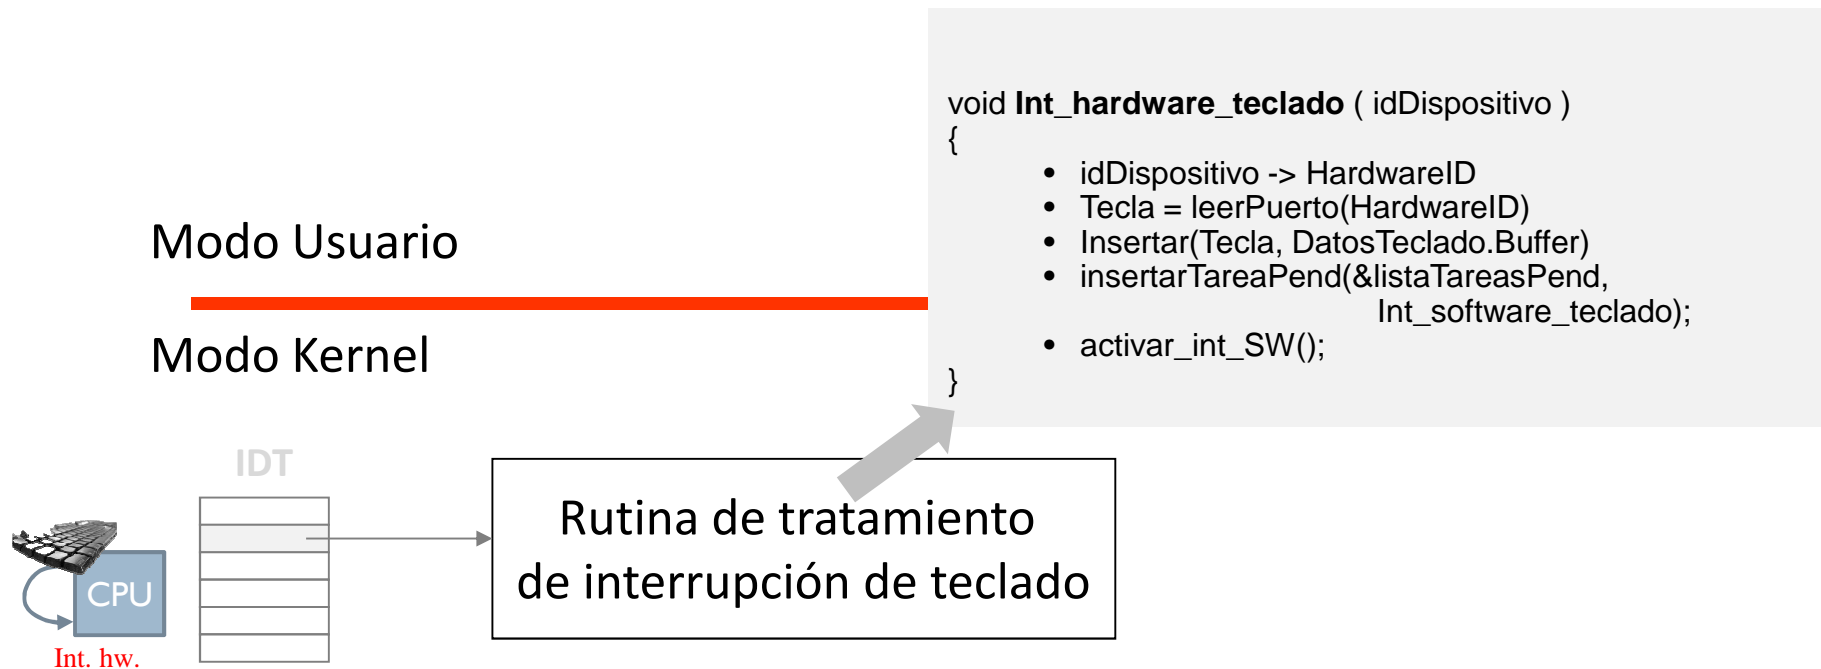 void Int_hardware_teclado ( idDispositivo )
{
• idDispositivo -> HardwareID
• Tecla = leerPuerto(HardwareID)
• Insertar(Tecla, DatosTeclado.Buffer)
• insertarTareaPend(&listaTareasPend,
Int_software_teclado);
• activar_int_SW();
}
Modo Usuario
Modo Kernel
IDT
Rutina de tratamiento
de interrupción de teclado
CPU
Int. hw.